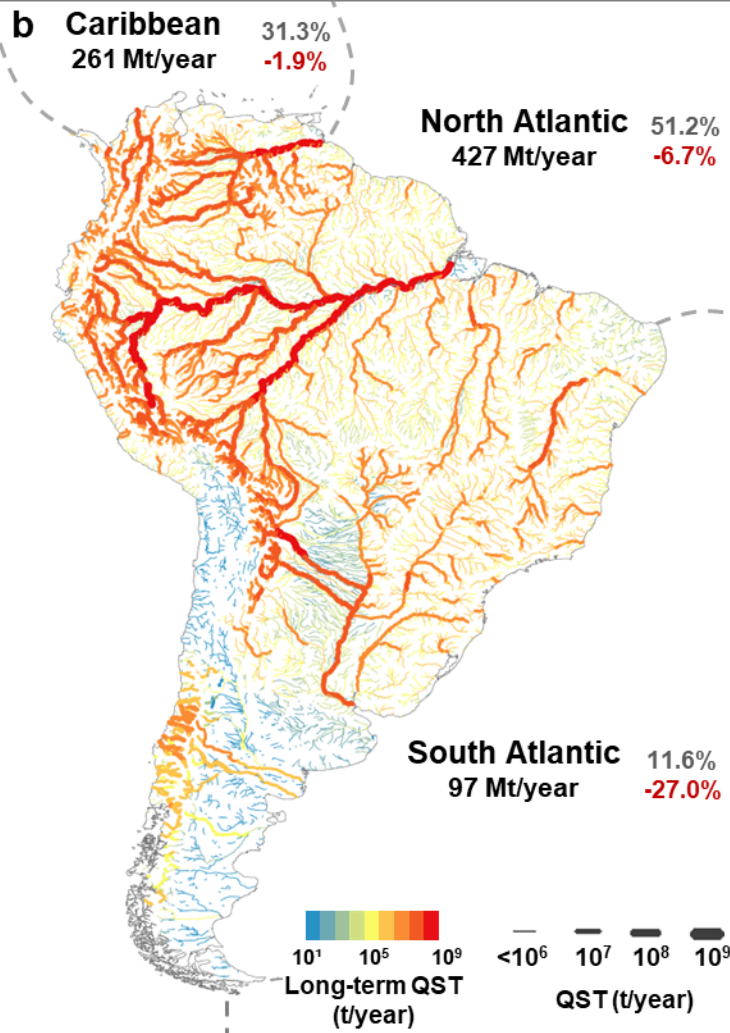 b Caribbean 31.3%
261 Mt/year -1.9%
North Atlantic 51.2%
427 Mt/year -6.7%
South Atlantic 11.6%
97 Mt/year -27.0%
10¹ 10⁵ 10⁹
Long-term QST
(t/year)
<10⁶ 10⁷ 10⁸ 10⁹
QST (t/year)